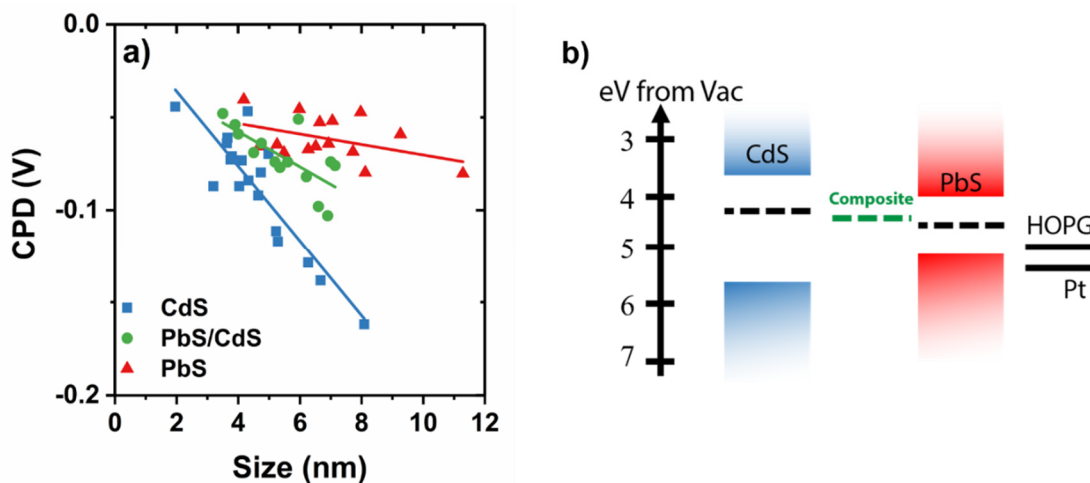 a)
CPD (V)
0.0
-0.1
-0.2
CdS
PbS/CdS
PbS
0 2 4 6 8 10 12
Size (nm)
b)
eV from Vac
3
4
5
6
7
CdS
Composite
PbS
HOPG
Pt